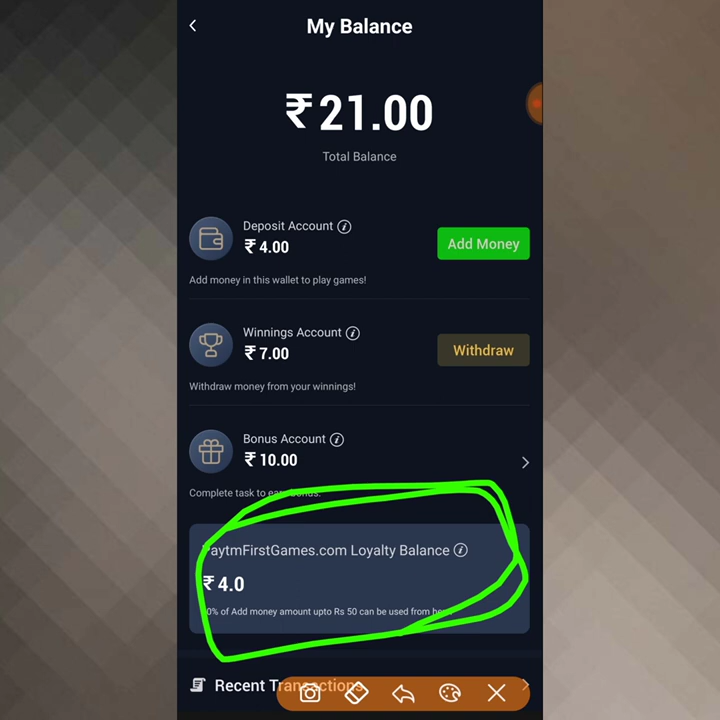 My Balance
₹21.00
Total Balance
Deposit Account
₹ 4.00
Add Money
Add money in this wallet to play games!
Winnings Account
₹ 7.00
Withdraw
Withdraw money from your winnings!
Bonus Account
₹ 10.00
Complete task to earn bonus.
PaytmFirstGames.com Loyalty Balance
₹ 4.0
of Add money amount upto Rs 50 can be used from
Recent Transactions